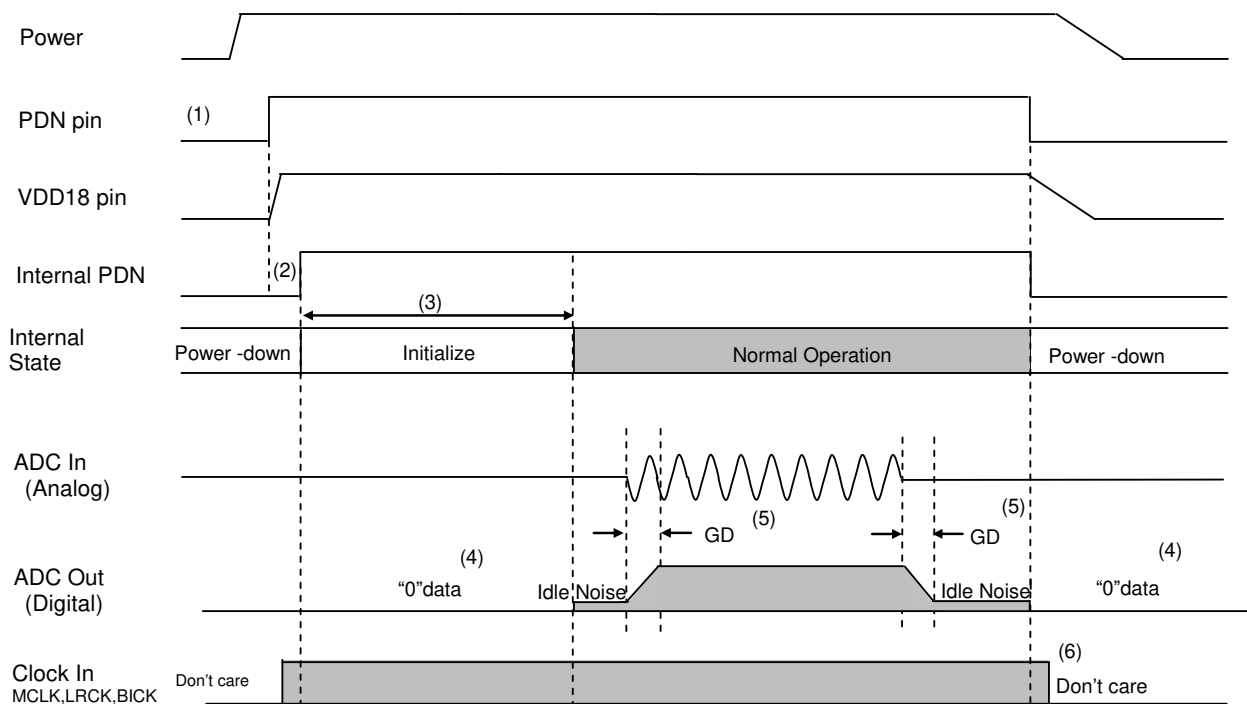 Power
PDN pin
(1)
VDD18 pin
Internal PDN
(2)
(3)
Internal
State
Power -down
Initialize
Normal Operation
Power -down
ADC In
(Analog)
GD
(5)
GD
(5)
ADC Out
(Digital)
(4)
“0”data
Idle Noise
Idle Noise
(4)
“0”data
Clock In
MCLK,LRCK,BICK
Don't care
(6)
Don't care